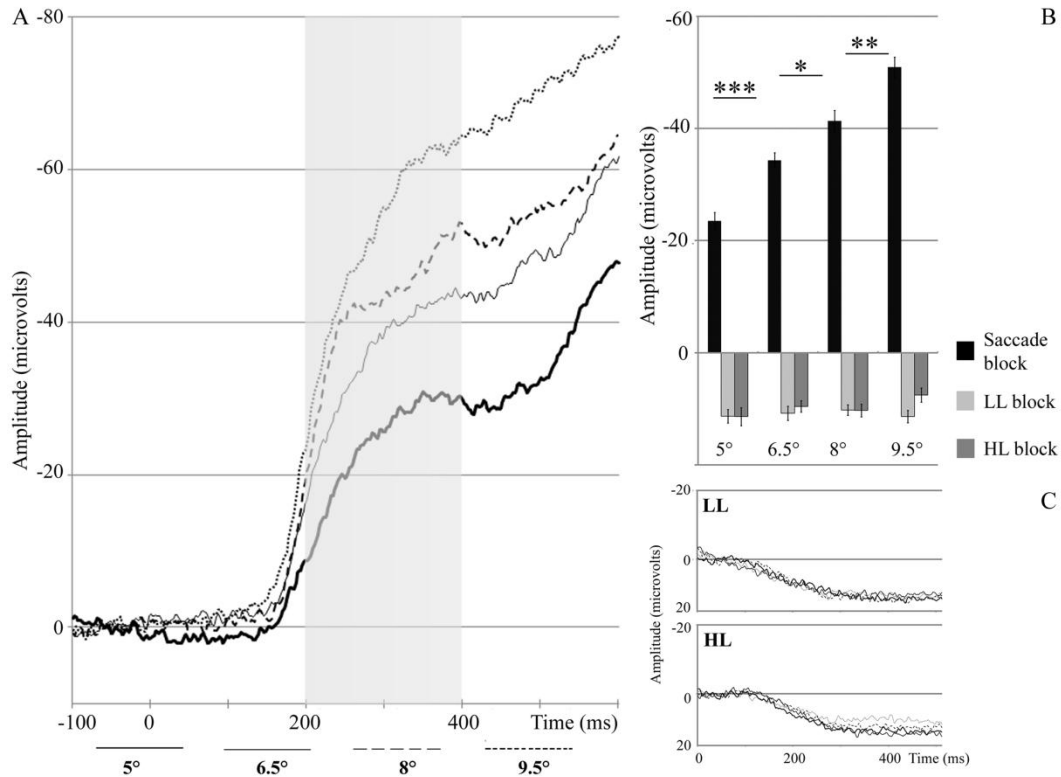 A
-80
-60
-40
-20
0
Amplitude (microvolts)
-100 0 200 400 Time (ms)
5° 6.5° 8° 9.5°
B
-60
-40
-20
0
Amplitude (microvolts)
*** * **
5° 6.5° 8° 9.5°
Saccade
block
LL block
HL block
C
-20
LL
0
20
200 400
-20
HL
0
20
200 400 Time (ms)
Amplitude (microvolts)